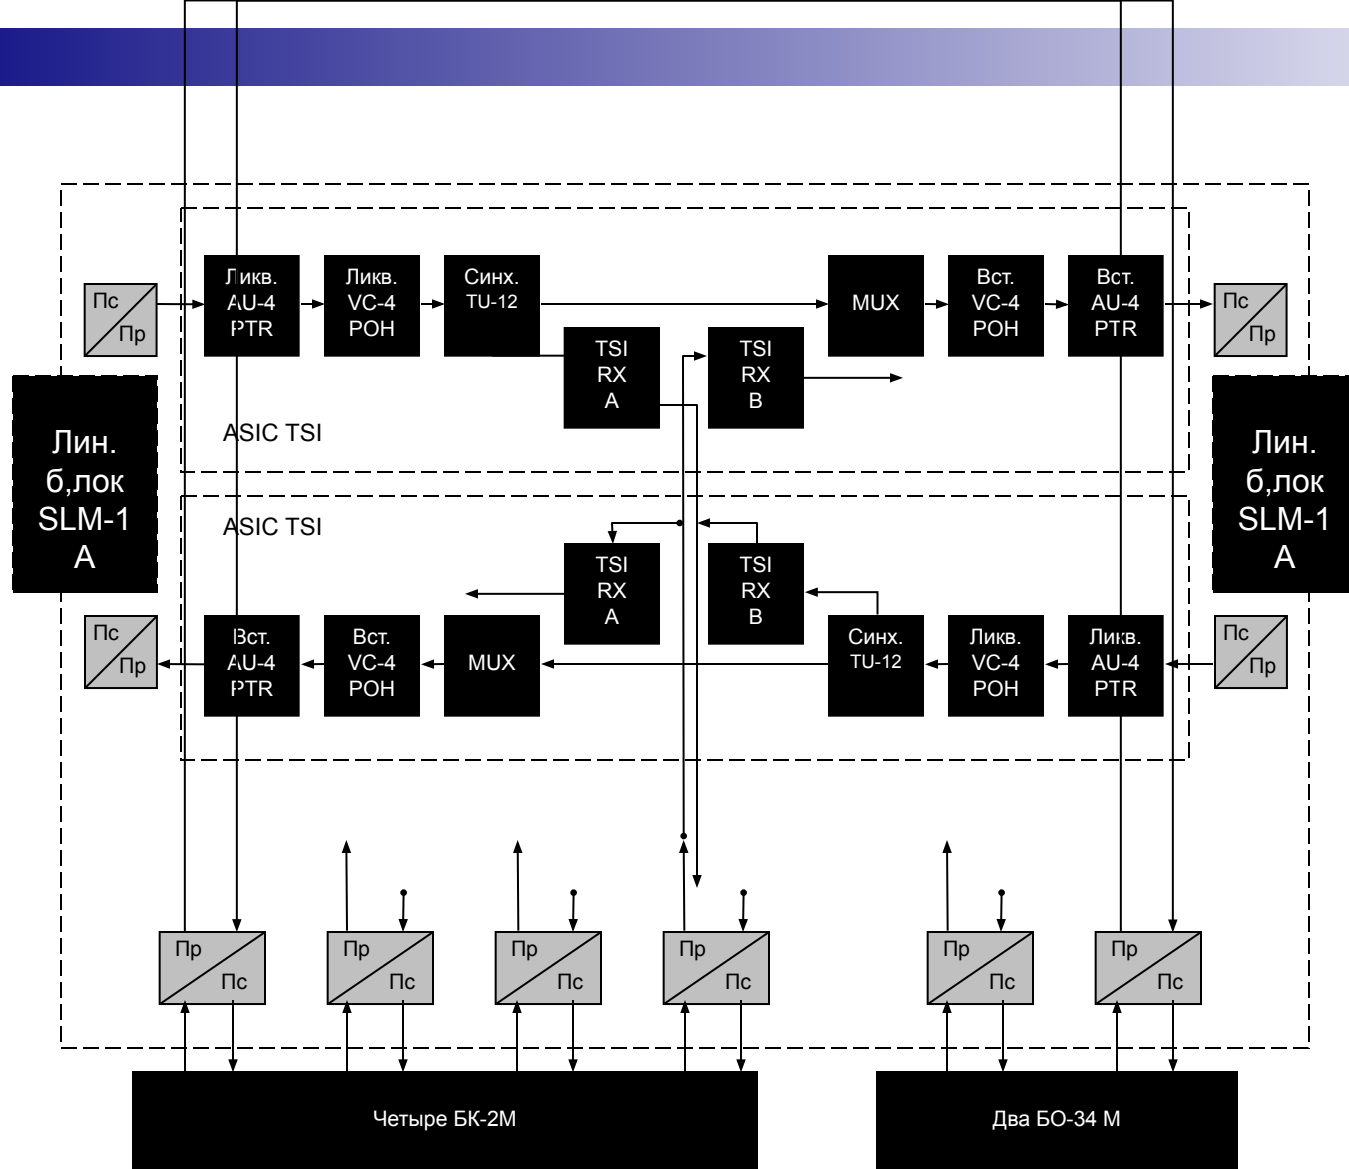 Ликв.
AU-4
PTR
Ликв.
VC-4
POH
Синх.
TU-12
MUX
Вст.
VC-4
POH
Вст.
AU-4
PTR
Пс
Пр
Пс
Пр
TSI
RX
A
TSI
RX
B
ASIC TSI
Лин.
б,лок
SLM-1
A
Лин.
б,лок
SLM-1
A
ASIC TSI
TSI
RX
A
TSI
RX
B
Пс
Пр
Вст.
AU-4
PTR
Вст.
VC-4
POH
MUX
Синх.
TU-12
Ликв.
VC-4
POH
Ликв.
AU-4
PTR
Пс
Пр
Пр
Пс
Пр
Пс
Пр
Пс
Пр
Пс
Пр
Пс
Пр
Пс
Четыре БК-2М
Два БО-34 М